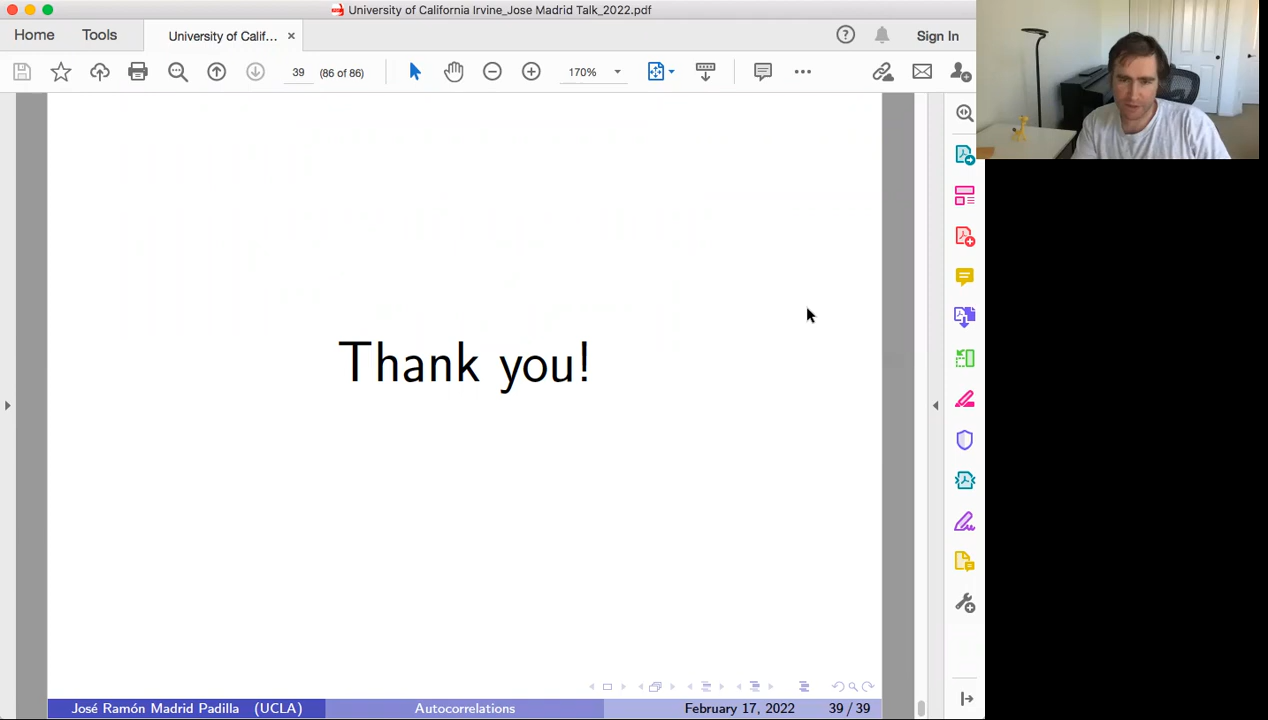 University of California Irvine_Jose Madrid Talk_2022.pdf
Home
Tools
University of Calif...
Sign In
39
(86 of 86)
170%
Thank you!
José Ramón Madrid Padilla (UCLA)
Autocorrelations
February 17, 2022
39 / 39